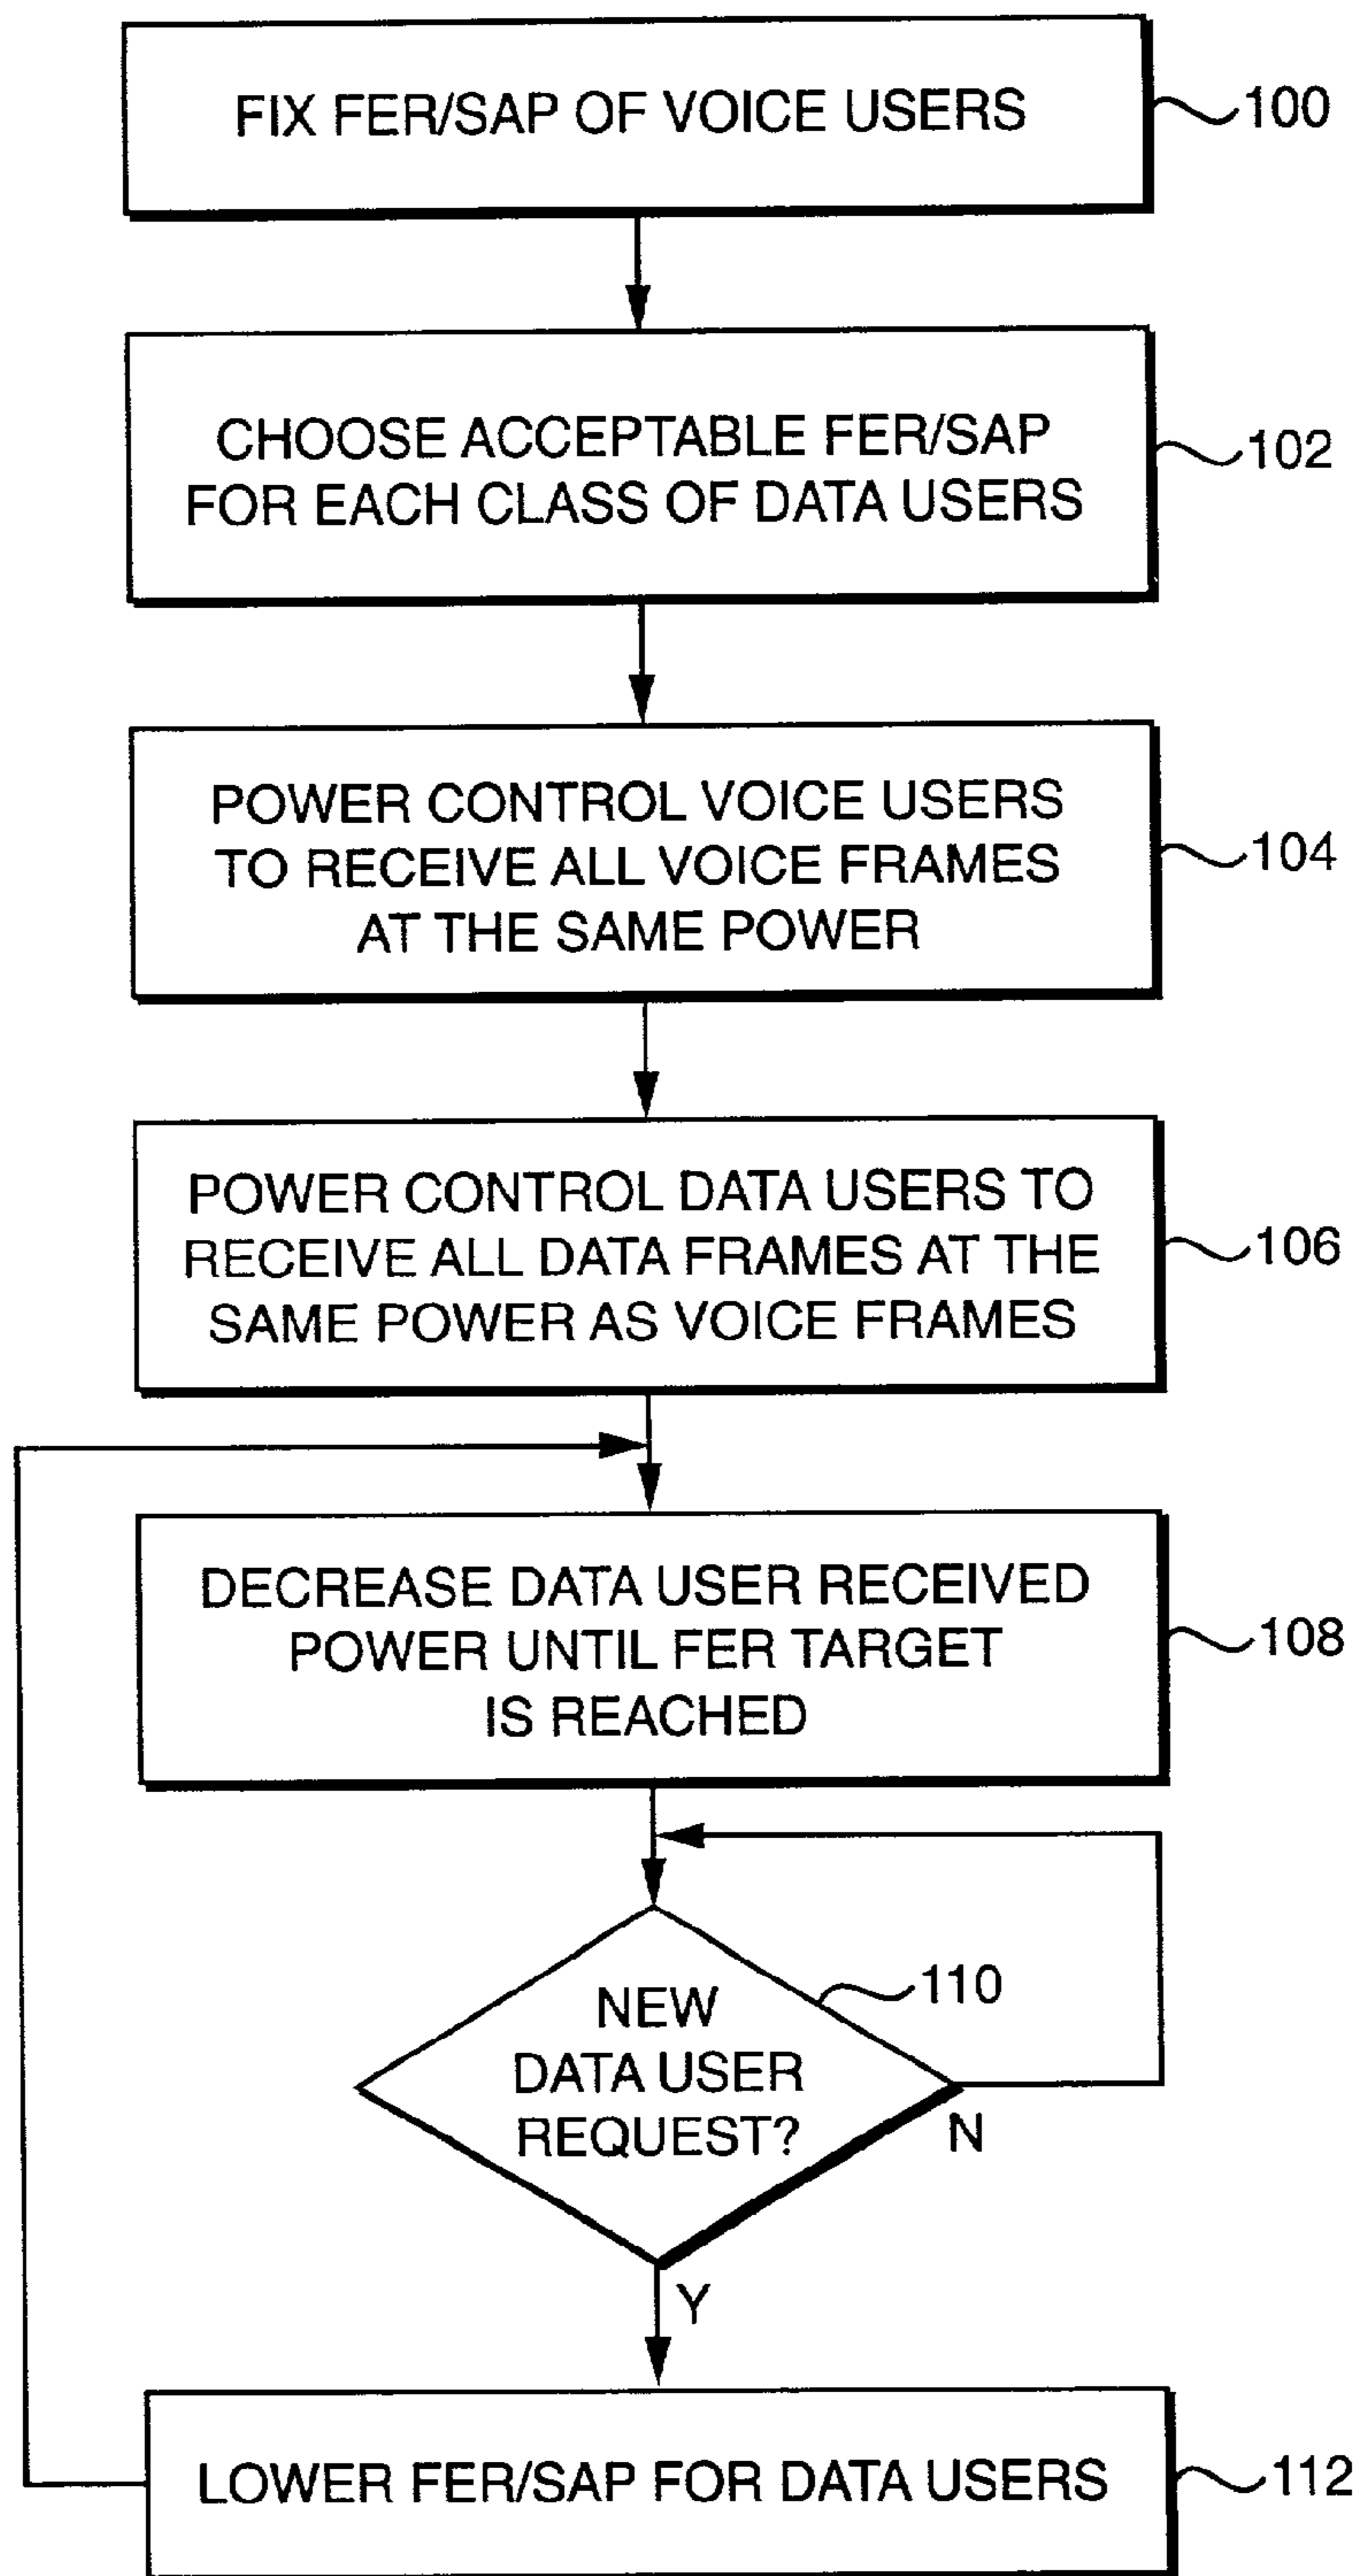 FIX FER/SAP OF VOICE USERS
100
CHOOSE ACCEPTABLE FER/SAP
FOR EACH CLASS OF DATA USERS
102
POWER CONTROL VOICE USERS
TO RECEIVE ALL VOICE FRAMES
AT THE SAME POWER
104
POWER CONTROL DATA USERS TO
RECEIVE ALL DATA FRAMES AT THE
SAME POWER AS VOICE FRAMES
106
DECREASE DATA USER RECEIVED
POWER UNTIL FER TARGET
IS REACHED
108
NEW
DATA USER
REQUEST?
110
N
Y
LOWER FER/SAP FOR DATA USERS
112